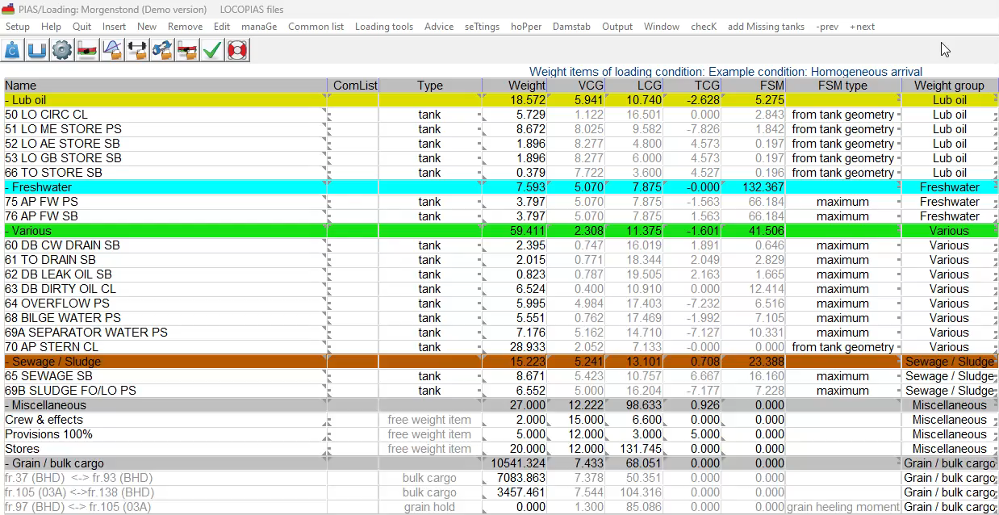 PIAS/Loading: Morgenstond (Demo version) LOCOPIAS files
Setup Help Quit Insert New Remove Edit manaGe Common list Loading tools Advice seTtings hoPper Damstab Output Window checK add Missing tanks -prev +next
Weight items of loading condition: Example condition: Homogeneous arrival
Name ComList Type Weight VCG LCG TCG FSM FSM type Weight group
- Lub oil 18.572 5.941 10.740 -2.628 5.275 Lub oil
50 LO CIRC CL tank 5.729 1.122 16.501 0.000 2.843 from tank geometry Lub oil
51 LO ME STORE PS tank 8.672 8.025 9.582 -7.826 1.842 from tank geometry Lub oil
52 LO AE STORE SB tank 1.896 8.277 4.800 4.573 0.197 from tank geometry Lub oil
53 LO GB STORE SB tank 1.896 8.277 6.000 4.573 0.197 from tank geometry Lub oil
66 TO STORE SB tank 0.379 7.722 3.600 4.527 0.196 from tank geometry Lub oil
- Freshwater 7.593 5.070 7.875 -0.000 132.367 Freshwater
75 AP FW PS tank 3.797 5.070 7.875 -1.563 66.184 maximum Freshwater
76 AP FW SB tank 3.797 5.070 7.875 1.563 66.184 maximum Freshwater
- Various 59.411 2.308 11.375 -1.601 41.506 Various
60 DB CW DRAIN SB tank 2.395 0.747 16.019 1.891 0.646 maximum Various
61 TO DRAIN SB tank 2.015 0.771 18.344 2.049 2.829 maximum Various
62 DB LEAK OIL SB tank 0.823 0.787 19.505 2.163 1.665 maximum Various
63 DB DIRTY OIL CL tank 6.524 0.400 10.910 0.000 12.414 maximum Various
64 OVERFLOW PS tank 5.995 4.984 17.403 -7.232 6.516 maximum Various
68 BILGE WATER PS tank 5.551 0.762 17.469 -1.992 7.105 maximum Various
69A SEPARATOR WATER PS tank 7.176 5.162 14.710 -7.127 10.331 maximum Various
70 AP STERN CL tank 28.933 2.052 7.133 -0.000 0.000 from tank geometry Various
- Sewage / Sludge 15.223 5.241 13.101 0.708 23.388 Sewage / Sludge
65 SEWAGE SB tank 8.671 5.423 10.757 6.667 16.160 maximum Sewage / Sludge
69B SLUDGE FO/LO PS tank 6.552 5.000 16.204 -7.177 7.228 maximum Sewage / Sludge
- Miscellaneous 27.000 12.222 98.633 0.926 0.000 Miscellaneous
Crew & effects free weight item 2.000 15.000 6.600 0.000 0.000 Miscellaneous
Provisions 100% free weight item 5.000 12.000 3.000 5.000 0.000 Miscellaneous
Stores free weight item 20.000 12.000 131.745 0.000 0.000 Miscellaneous
- Grain / bulk cargo 10541.324 7.433 68.051 0.000 0.000 Grain / bulk cargo
fr.37 (BHD) <-> fr.93 (BHD) bulk cargo 7083.863 7.378 50.351 0.000 0.000 Grain / bulk cargo
fr.105 (03A) <->fr.138 (BHD) bulk cargo 3457.461 7.544 104.316 0.000 0.000 Grain / bulk cargo
fr.97 (BHD) <-> fr.105 (03A) grain hold 0.000 1.300 85.086 0.000 0.000 grain heeling moment Grain / bulk cargo